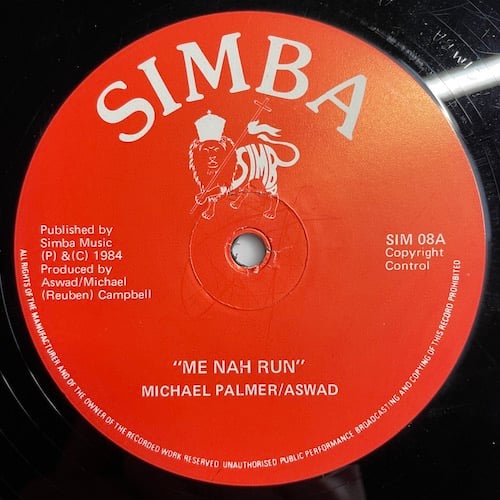 SIMBA
SIMB
Published by
Simba Music
(P) &(C) 1984
Produced by
Aswad/Michael
(Reuben) Campbell
SIM 08A
Copyright
Control
"ME NAH RUN"
MICHAEL PALMER/ASWAD
ALL RIGHTS OF THE MANUFACTURER AND OF THE OWNER OF THE RECORDED WORK RESERVED UNAUTHORISED PUBLIC PERFORMANCE BROADCASTING AND COPYING OF THIS RECORD PROHIBITED